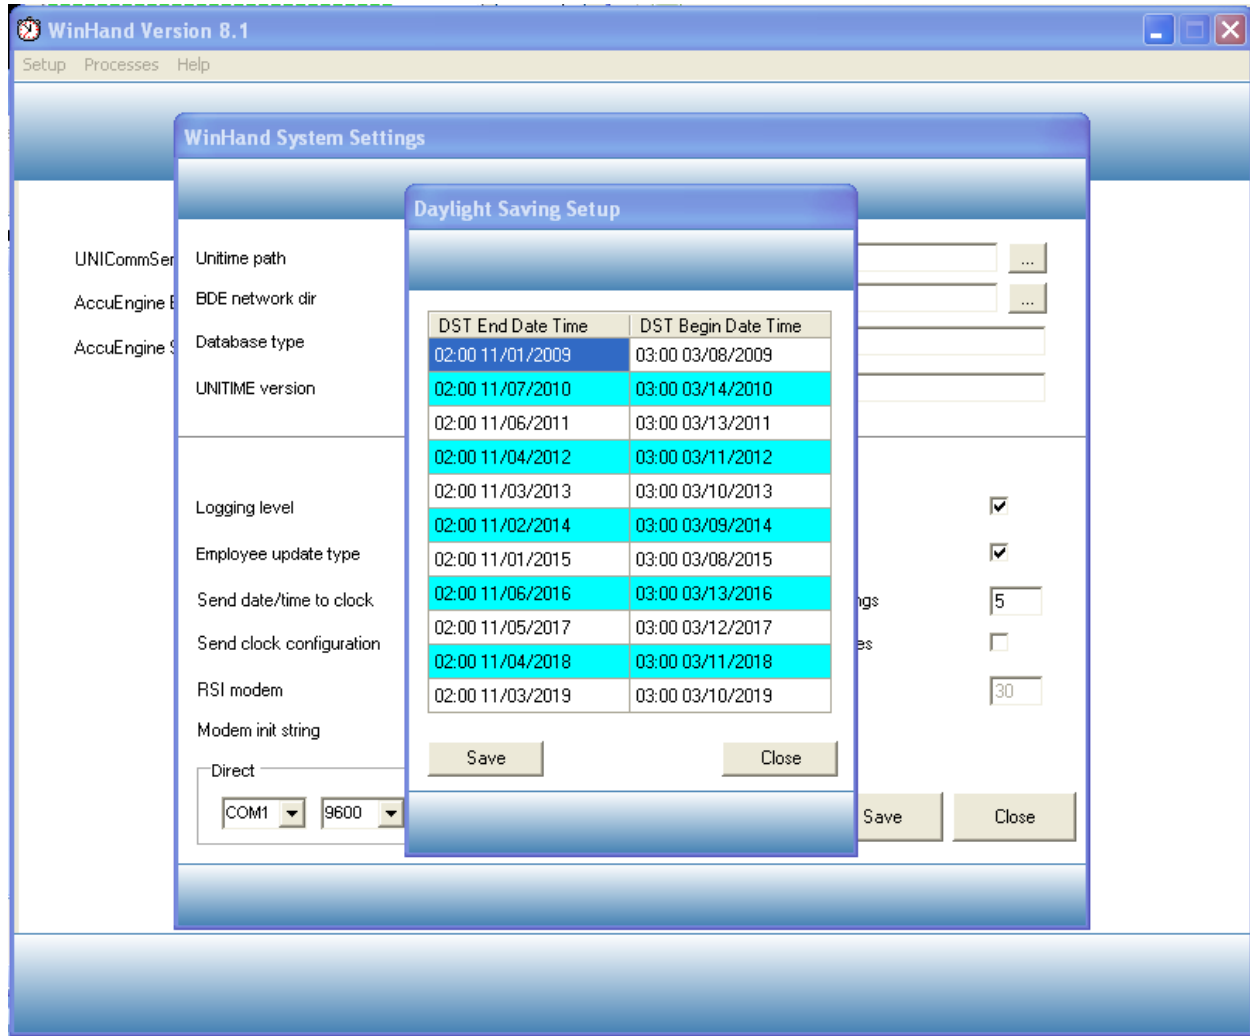 WinHand Version 8.1
Setup Processes Help
WinHand System Settings
Daylight Saving Setup
UNICommSer
AccuEngine
AccuEngine
Unitime path
...
BDE network dir
...
Database type
UNITIME version
DST End Date Time DST Begin Date Time
02:00 11/01/2009 03:00 03/08/2009
02:00 11/07/2010 03:00 03/14/2010
02:00 11/06/2011 03:00 03/13/2011
02:00 11/04/2012 03:00 03/11/2012
02:00 11/03/2013 03:00 03/10/2013
02:00 11/02/2014 03:00 03/09/2014
02:00 11/01/2015 03:00 03/08/2015
02:00 11/06/2016 03:00 03/13/2016
02:00 11/05/2017 03:00 03/12/2017
02:00 11/04/2018 03:00 03/11/2018
02:00 11/03/2019 03:00 03/10/2019
Save Close
Logging level
Employee update type
Send date/time to clock
ngs 5
Send clock configuration
es
RSI modem
30
Modem init string
Direct
COM1 9600
Save Close